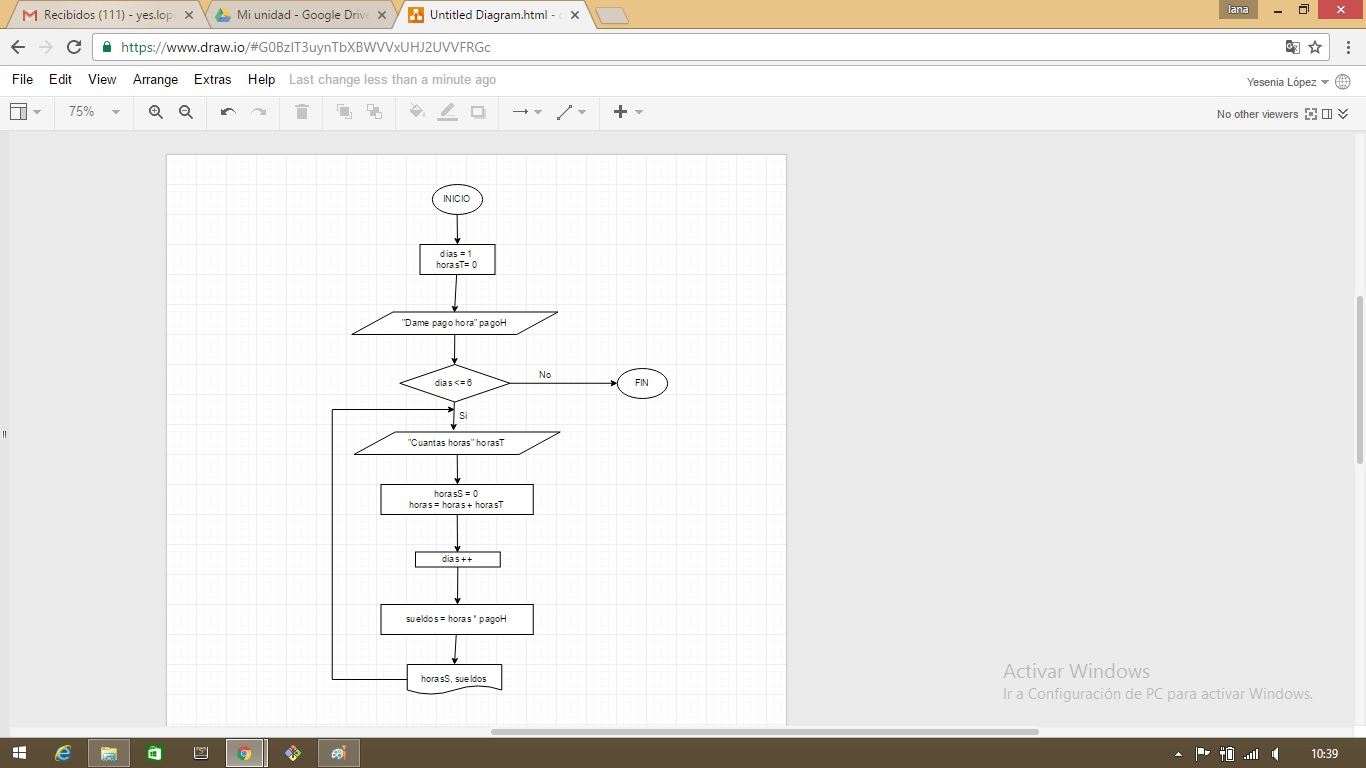 Recibidos (111) - yes.lop
Mi unidad - Google Drive
Untitled Diagram.html -
Iana
https://www.draw.io/#G0BzIT3uynTbXBWVVxUHJ2UVVFRGc
File Edit View Arrange Extras Help Last change less than a minute ago
Yesenia López
75%
No other viewers
INICIO
dias = 1
horasT= 0
"Dame pago hora" pagoH
dias <= 6
No
FIN
Si
"Cuantas horas" horasT
horasS = 0
horas = horas + horasT
dias ++
sueldos = horas * pagoH
horasS, sueldos
Activar Windows
Ir a Configuración de PC para activar Windows.
10:39